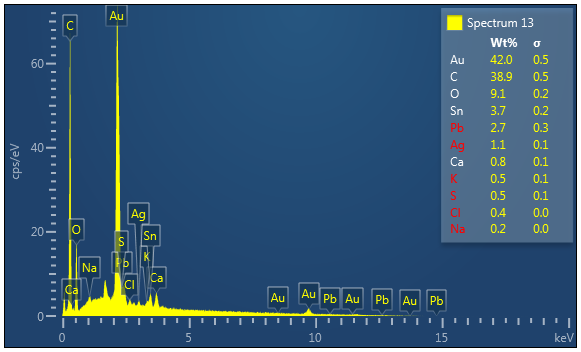 Spectrum 13
Wt% σ
Au 42.0 0.5
C 38.9 0.5
O 9.1 0.2
Sn 3.7 0.2
Pb 2.7 0.3
Ag 1.1 0.1
Ca 0.8 0.1
K 0.5 0.1
S 0.5 0.1
Cl 0.4 0.0
Na 0.2 0.0
cps/eV
60
40
20
0
C
Au
Ag
O
S
Sn
Pb
K
Na
Ca
Cl
Ca
Au
Au
Pb
Au
Pb
Au
Pb
0 5 10 15 keV